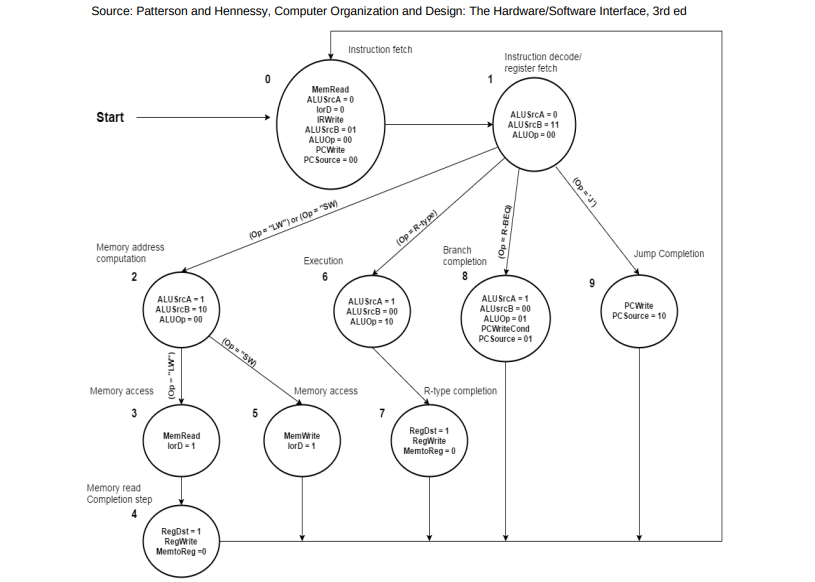 Source: Patterson and Hennessy, Computer Organization and Design: The Hardware/Software Interface, 3rd ed
Instruction fetch
0
MemRead
ALUSrcA = 0
IorD = 0
IRWrite
ALUSrcB = 01
ALUOp = 00
PCWrite
PCSource = 00
Start
Instruction decode/
register fetch
1
ALUSrcA = 0
ALUSrcB = 11
ALUOp = 00
(Op = "LW") or (Op = "SW)
(Op = R-type)
(Op = R-BEQ)
(Op = 'J')
Memory address
computation
2
ALUSrcA = 1
ALUSrcB = 10
ALUOp = 00
Execution
6
ALUSrcA = 1
ALUSrcB = 00
ALUOp = 10
Branch
completion
8
ALUSrcA = 1
ALUSrcB = 00
ALUOp = 01
PCWriteCond
PCSource = 01
Jump Completion
9
PCWrite
PCSource = 10
(Op = "LW")
(Op = "SW)
Memory access
3
MemRead
IorD = 1
Memory access
5
MemWrite
IorD = 1
R-type completion
7
RegDst = 1
RegWrite
MemtoReg = 0
Memory read
Completion step
4
RegDst = 1
RegWrite
MemtoReg =0